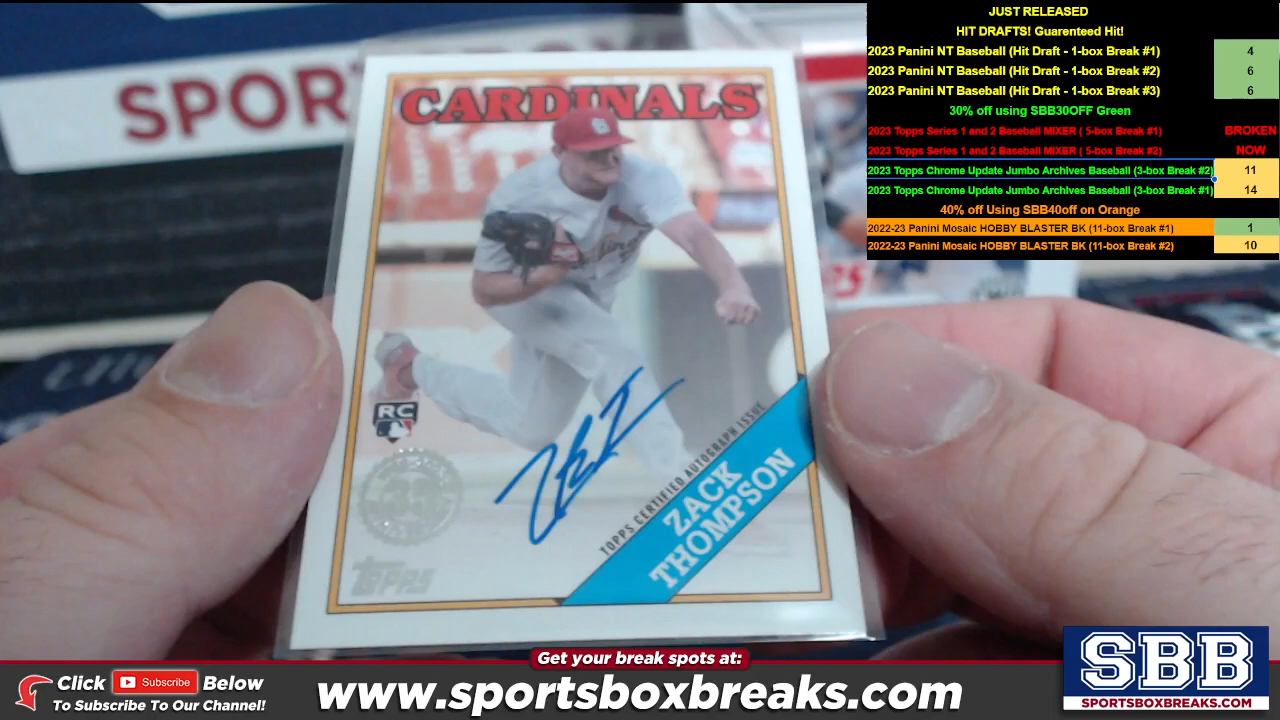 JUST RELEASED
HIT DRAFTS! Guarenteed Hit!
2023 Panini NT Baseball (Hit Draft - 1-box Break #1) 4
2023 Panini NT Baseball (Hit Draft - 1-box Break #2) 6
2023 Panini NT Baseball (Hit Draft - 1-box Break #3) 6
30% off using SBB30OFF Green
2023 Topps Series 1 and 2 Baseball MIXER ( 5-box Break #1) BROKEN
2023 Topps Series 1 and 2 Baseball MIXER ( 5-box Break #2) NOW
2023 Topps Chrome Update Jumbo Archives Baseball (3-box Break #2) 11
2023 Topps Chrome Update Jumbo Archives Baseball (3-box Break #1) 14
40% off Using SBB40off on Orange
2022-23 Panini Mosaic HOBBY BLASTER BK (11-box Break #1) 1
2022-23 Panini Mosaic HOBBY BLASTER BK (11-box Break #2) 10
SPOR
CARDINALS
RC
TOPPS CERTIFIED AUTOGRAPH ISSUE
ZACK
THOMPSON
Topps
Get your break spots at:
Click Subscribe Below
To Subscribe To Our Channel!
www.sportsboxbreaks.com
SBB
SPORTSBOXBREAKS.COM